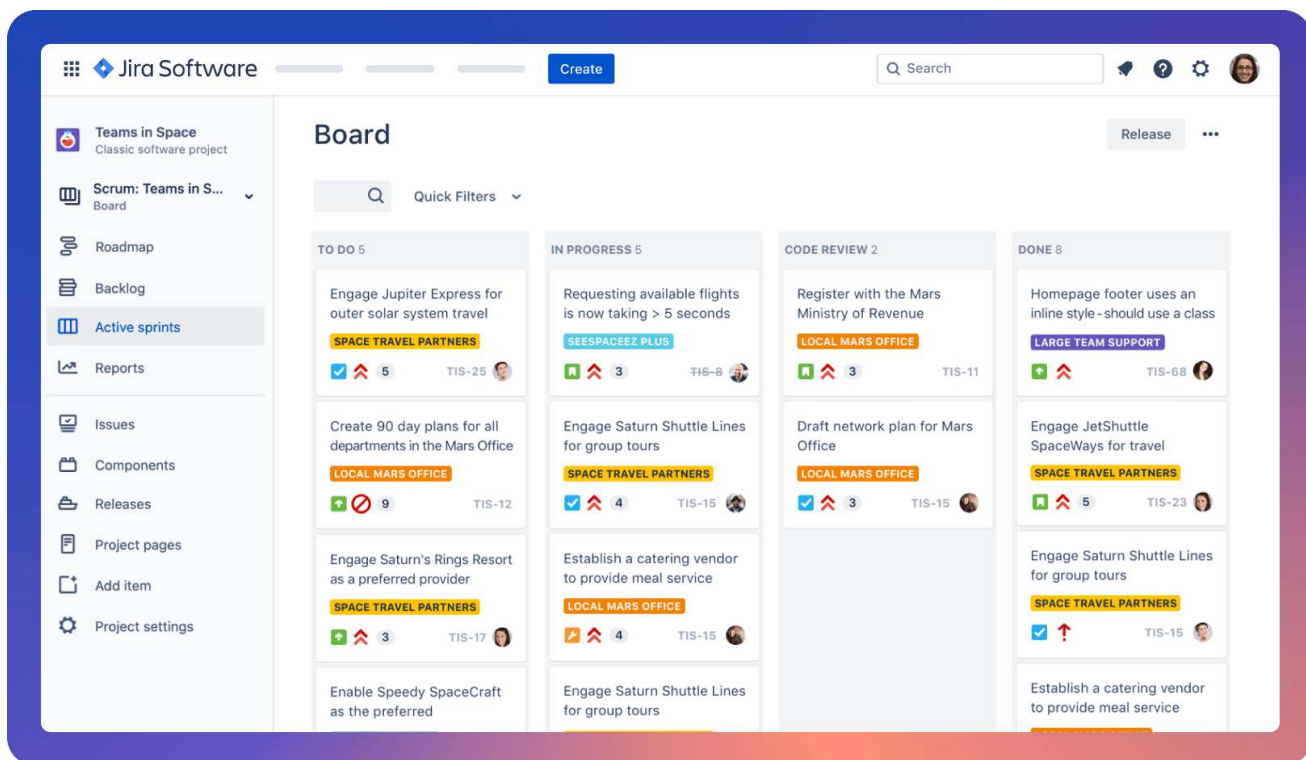 Jira Software
Create
Search
Teams in Space
Classic software project
Scrum: Teams in S...
Board
Roadmap
Backlog
Active sprints
Reports
Issues
Components
Releases
Project pages
Add item
Project settings
Board
Release
Quick Filters
TO DO 5
Engage Jupiter Express for
outer solar system travel
SPACE TRAVEL PARTNERS
5 TIS-25
Create 90 day plans for all
departments in the Mars Office
LOCAL MARS OFFICE
9 TIS-12
Engage Saturn's Rings Resort
as a preferred provider
SPACE TRAVEL PARTNERS
3 TIS-17
Enable Speedy SpaceCraft
as the preferred
IN PROGRESS 5
Requesting available flights
is now taking > 5 seconds
SEESPACEEZ PLUS
3 TIS-8
Engage Saturn Shuttle Lines
for group tours
SPACE TRAVEL PARTNERS
4 TIS-15
Establish a catering vendor
to provide meal service
LOCAL MARS OFFICE
4 TIS-15
Engage Saturn Shuttle Lines
for group tours
CODE REVIEW 2
Register with the Mars
Ministry of Revenue
LOCAL MARS OFFICE
3 TIS-11
Draft network plan for Mars
Office
LOCAL MARS OFFICE
3 TIS-15
DONE 8
Homepage footer uses an
inline style - should use a class
LARGE TEAM SUPPORT
TIS-68
Engage JetShuttle
SpaceWays for travel
SPACE TRAVEL PARTNERS
5 TIS-23
Engage Saturn Shuttle Lines
for group tours
SPACE TRAVEL PARTNERS
TIS-15
Establish a catering vendor
to provide meal service